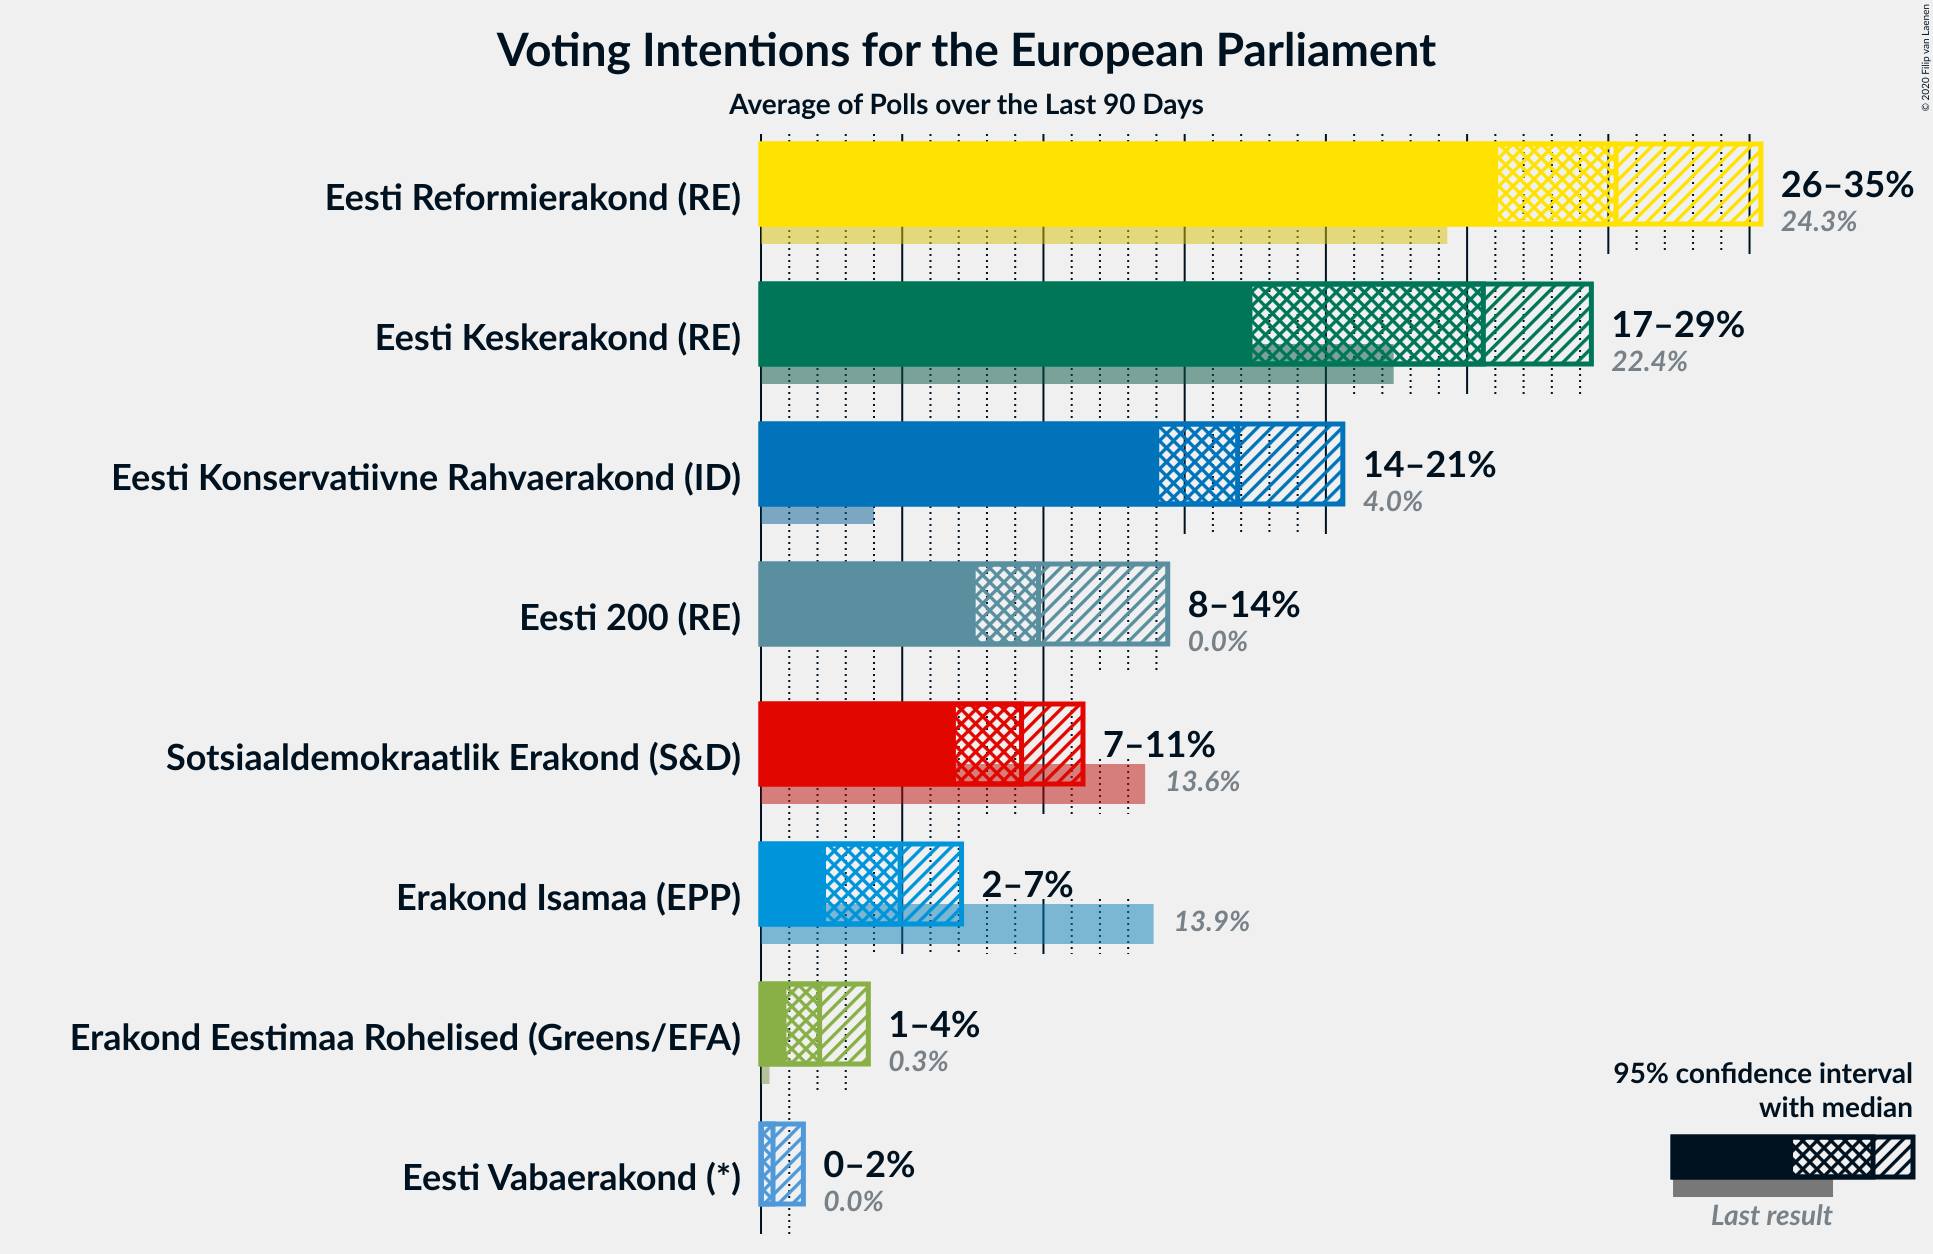 Voting Intentions for the European Parliament
Average of Polls over the Last 90 Days
© 2020 Filip van Laenen
Eesti Reformierakond (RE)
26–35%
24.3%
Eesti Keskerakond (RE)
17–29%
22.4%
Eesti Konservatiivne Rahvaerakond (ID)
14–21%
4.0%
Eesti 200 (RE)
8–14%
0.0%
Sotsiaaldemokraatlik Erakond (S&D)
7–11%
13.6%
Erakond Isamaa (EPP)
2–7%
13.9%
Erakond Eestimaa Rohelised (Greens/EFA)
1–4%
0.3%
Eesti Vabaerakond (*)
0–2%
0.0%
95% confidence interval
with median
Last result